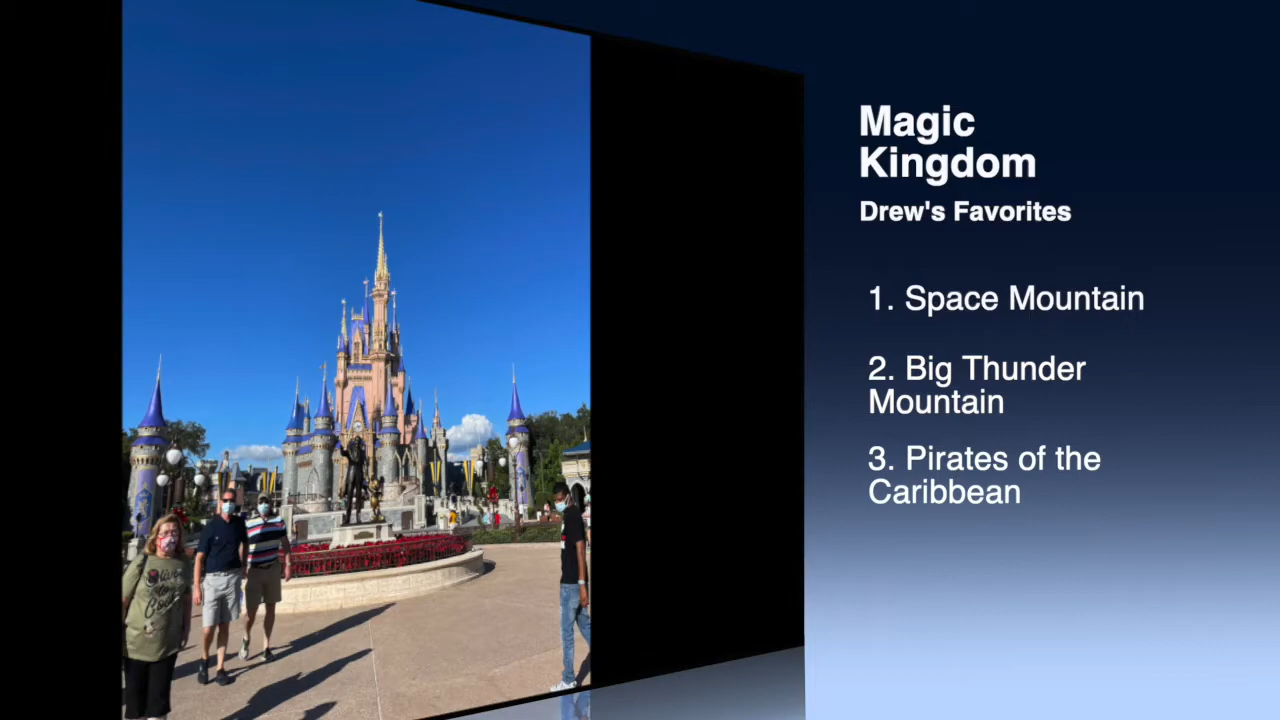 Magic
Kingdom
Drew's Favorites
1. Space Mountain
2. Big Thunder
Mountain
3. Pirates of the
Caribbean